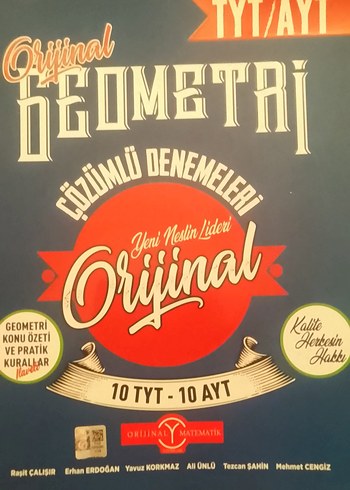 TYT/AYT
Orijinal
GEOMETRİ
ÇÖZÜMLÜ DENEMELERİ
Yeni Neslin Lideri
Orijinal
GEOMETRİ
KONU ÖZETİ
VE PRATİK
KURALLAR
İlaveli
Kalite
Herkesin
Hakkı
10 TYT - 10 AYT
ORİJİNAL MATEMATİK
Raşit ÇALIŞIR Erhan ERDOĞAN Yavuz KORKMAZ Ali ÜNLÜ Tezcan ŞAHİN Mehmet CENGİZ